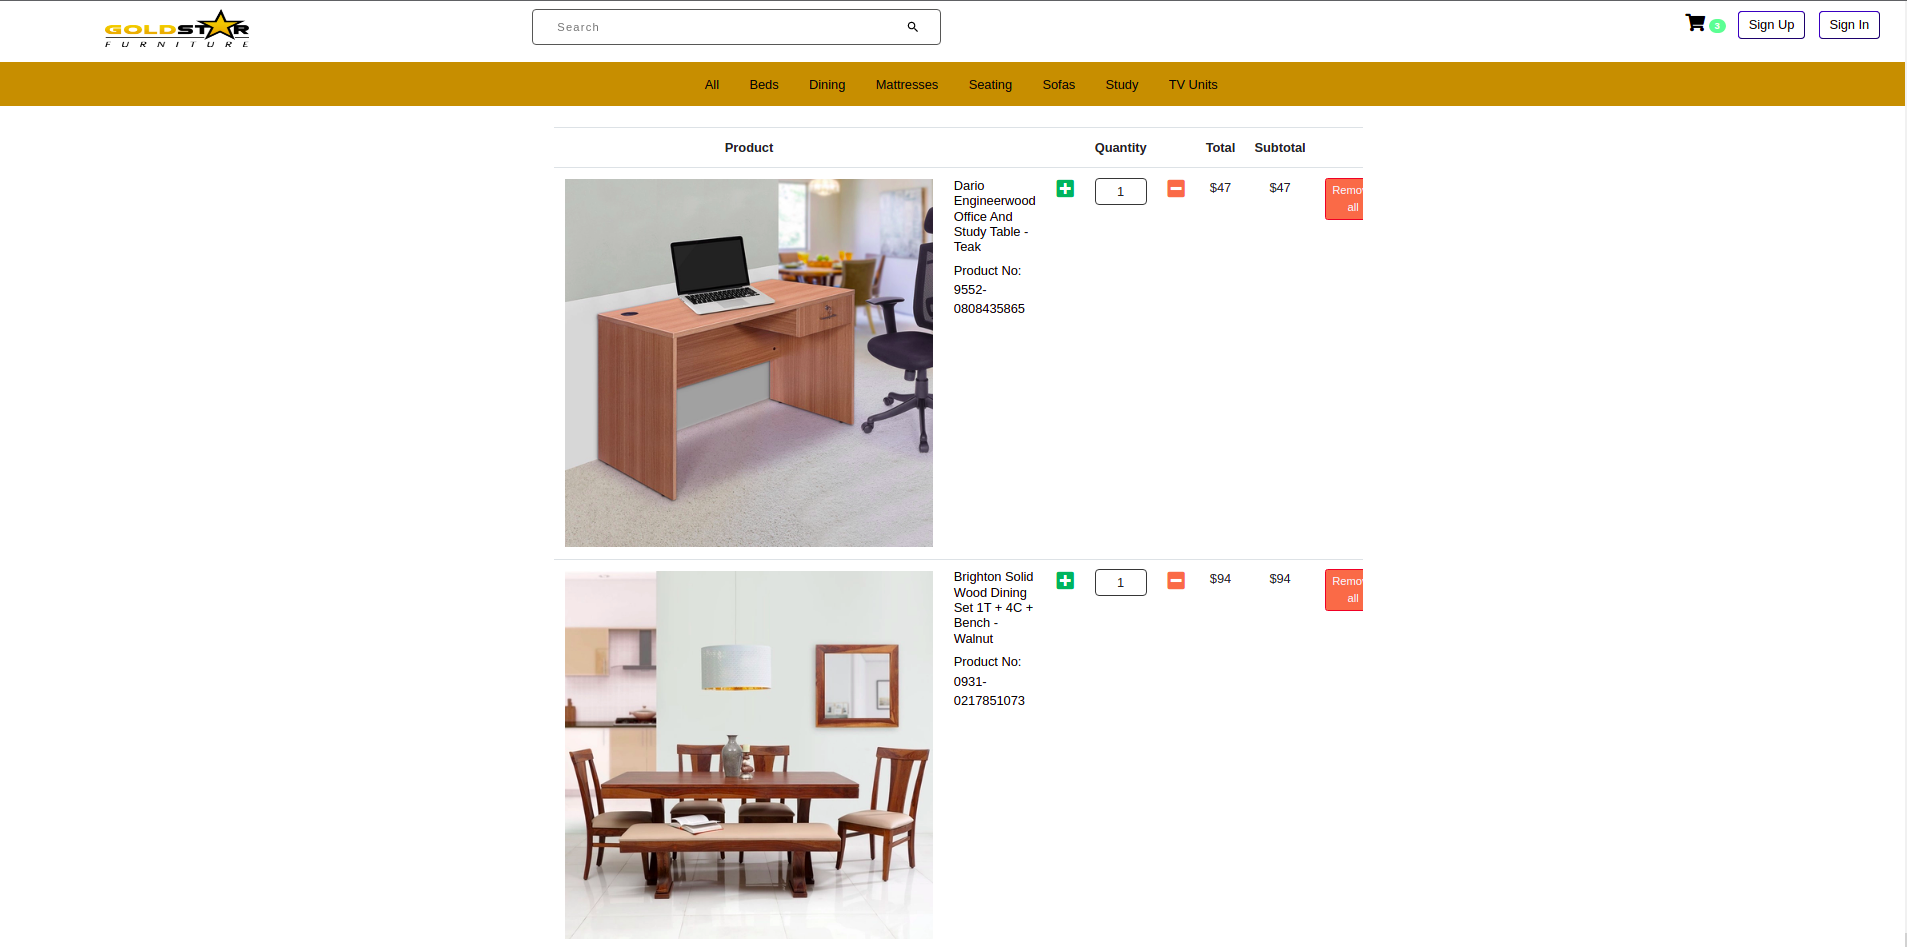 GOLDSTAR
FURNITURE
Search
3
Sign Up
Sign In
All Beds Dining Mattresses Seating Sofas Study TV Units
Product Quantity Total Subtotal
Dario
Engineerwood
Office And
Study Table -
Teak
Product No:
9552-
0808435865
1
$47
$47
Remov
all
Brighton Solid
Wood Dining
Set 1T + 4C +
Bench -
Walnut
Product No:
0931-
0217851073
1
$94
$94
Remov
all